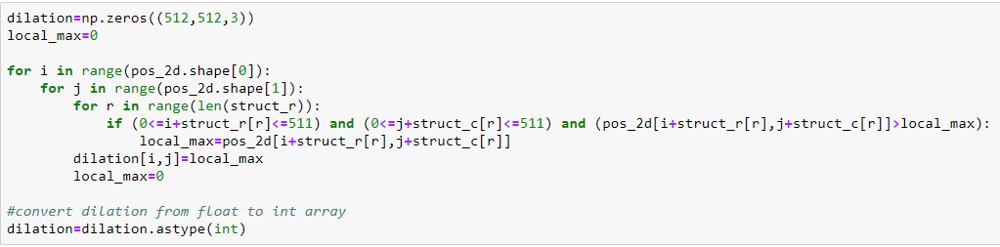 dilation=np.zeros((512,512,3))
local_max=0

for i in range(pos_2d.shape[0]):
    for j in range(pos_2d.shape[1]):
        for r in range(len(struct_r)):
            if (0<=i+struct_r[r]<=511) and (0<=j+struct_c[r]<=511) and (pos_2d[i+struct_r[r],j+struct_c[r]]>local_max):
                local_max=pos_2d[i+struct_r[r],j+struct_c[r]]
        dilation[i,j]=local_max
        local_max=0

#convert dilation from float to int array
dilation=dilation.astype(int)